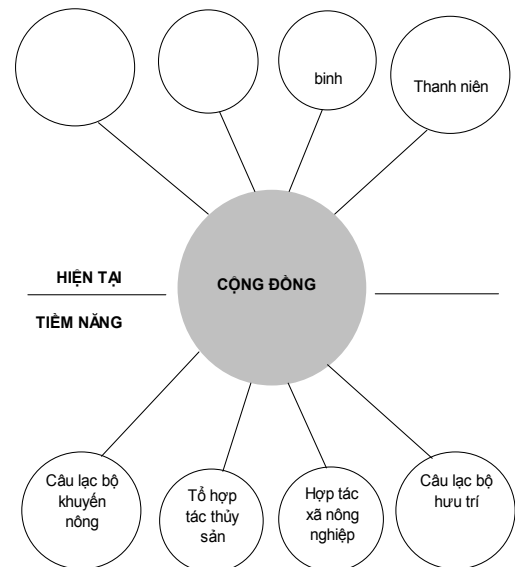 binh
Thanh niên
HIỆN TẠI
CỘNG ĐỒNG
TIỀM NĂNG
Câu lạc bộ
khuyến
nông
Tổ hợp
tác thủy
sản
Hợp tác
xã nông
nghiệp
Câu lạc bộ
hưu trí